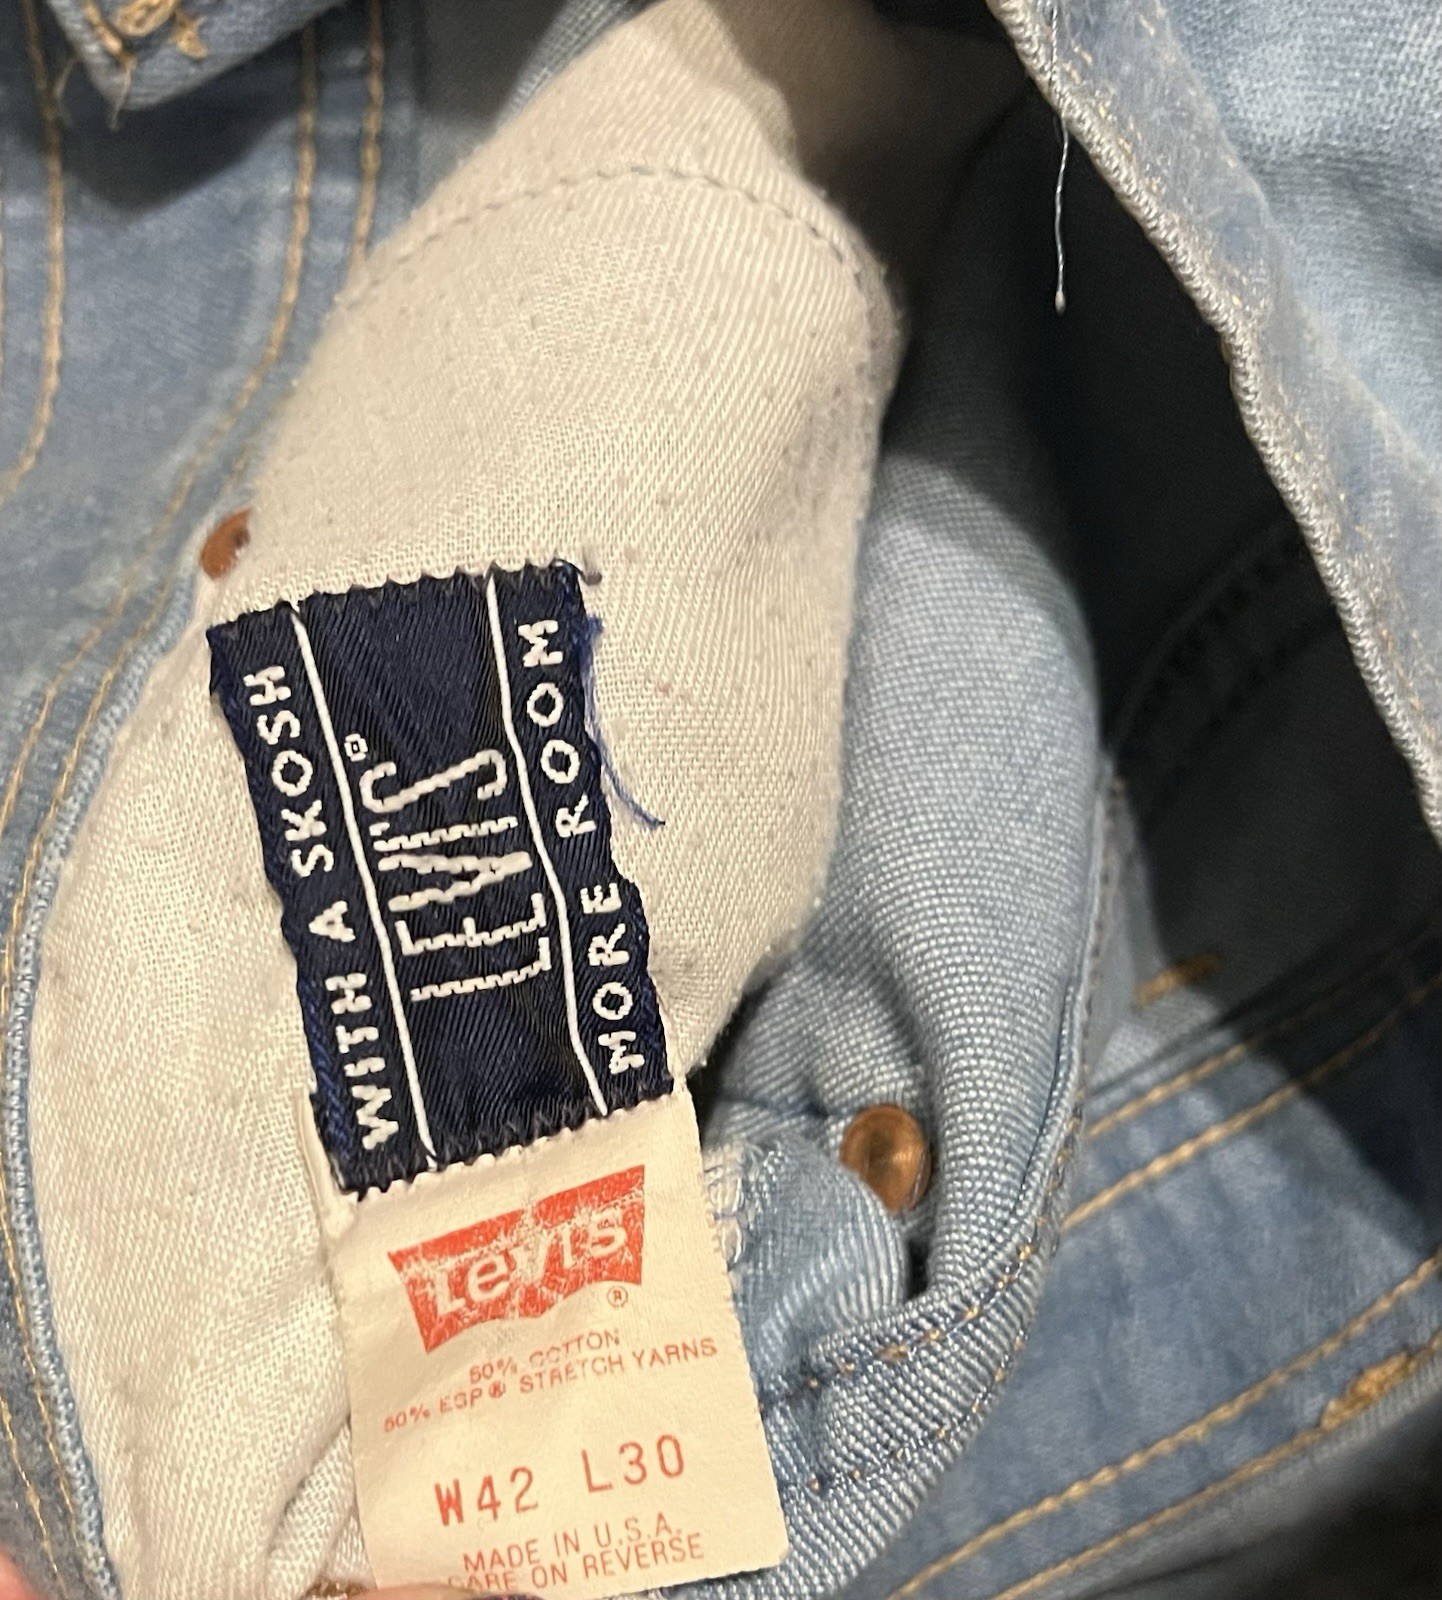 WITH A SKOSH
LEVI'S®
MORE ROOM
Levi's®
50% COTTON
50% ESP® STRETCH YARNS
W42 L30
MADE IN U.S.A.
CARE ON REVERSE